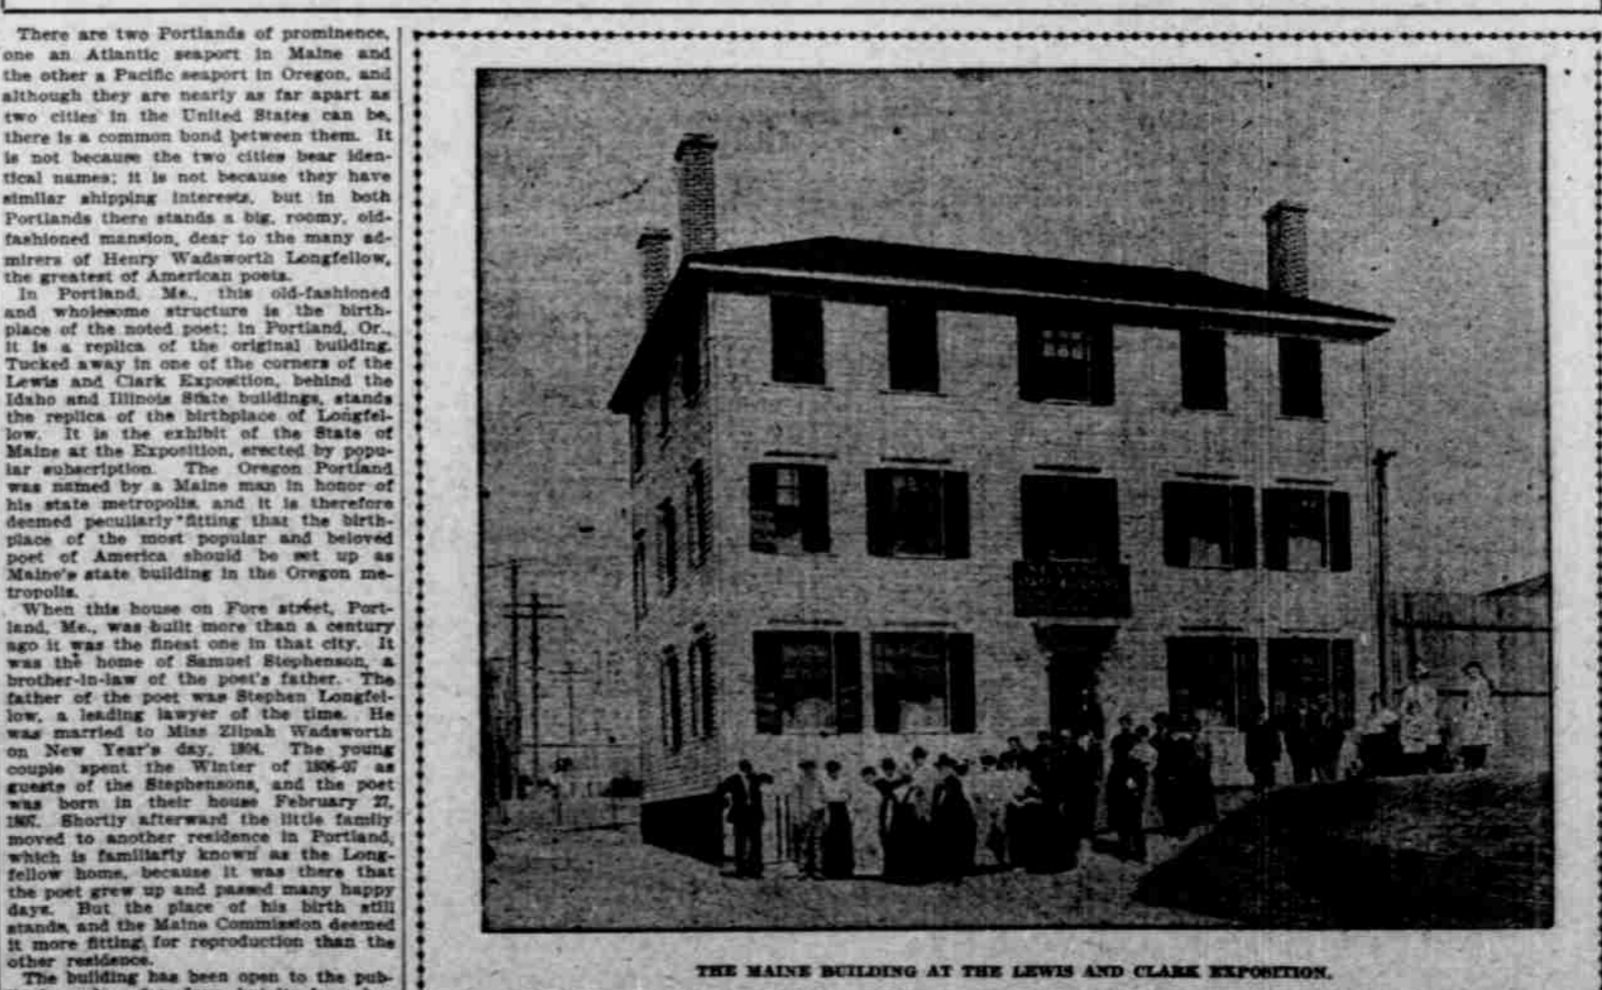 There are two Portlands of prominence,
one an Atlantic seaport in Maine and
the other a Pacific seaport in Oregon, and
although they are nearly as far apart as
two cities in the United States can be,
there is a common bond between them. It
is not because the two cities bear iden-
tical names; it is not because they have
similar shipping interests, but in both
Portlands there stands a big, roomy, old-
fashioned mansion, dear to the many ad-
mirers of Henry Wadsworth Longfellow,
the greatest of American poets.
In Portland, Me., this old-fashioned
and wholesome structure is the birth-
place of the noted poet; in Portland, Or.,
it is a replica of the original building.
Tucked away in one of the corners of the
Lewis and Clark Exposition, behind the
Idaho and Illinois State buildings, stands
the replica of the birthplace of Longfel-
low. It is the exhibit of the State of
Maine at the Exposition, erected by popu-
lar subscription. The Oregon Portland
was named by a Maine man in honor of
his state metropolis, and it is therefore
deemed peculiarly fitting that the birth-
place of the most popular and beloved
poet of America should be set up as
Maine's state building in the Oregon me-
tropolis.
When this house on Fore street, Port-
land, Me., was built more than a century
ago it was the finest one in that city. It
was the home of Samuel Stephenson, a
brother-in-law of the poet's father. The
father of the poet was Stephen Longfel-
low, a leading lawyer of the time. He
was married to Miss Zilpah Wadsworth
on New Year's day, 1804. The young
couple spent the Winter of 1806-07 as
guests of the Stephensons, and the poet
was born in their house February 27,
1807. Shortly afterward the little family
moved to another residence in Portland,
which is familiarly known as the Long-
fellow home, because it was there that
the poet grew up and passed many happy
days. But the place of his birth still
stands, and the Maine Commission deemed
it more fitting for reproduction than the
other residence.
The building has been open to the pub-
THE MAINE BUILDING AT THE LEWIS AND CLARK EXPOSITION.